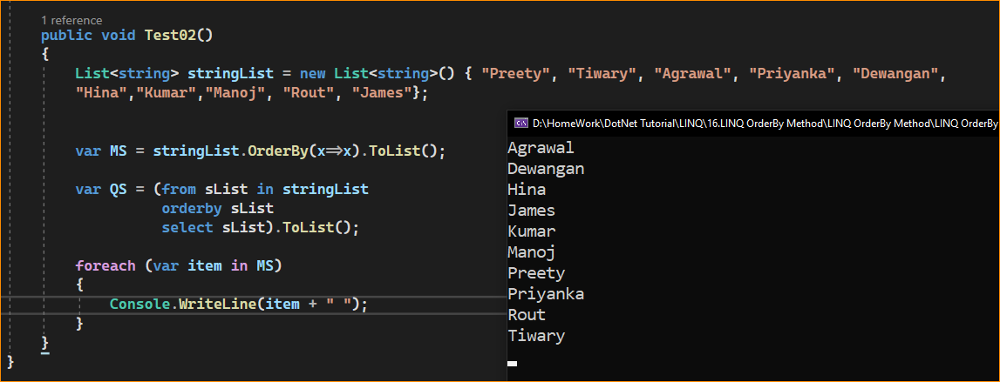 1 reference
public void Test02()
{
List<string> stringList = new List<string>() { "Preety", "Tiwary", "Agrawal", "Priyanka", "Dewangan",
"Hina","Kumar","Manoj", "Rout", "James"};
var MS = stringList.OrderBy(x=>x).ToList();
var QS = (from sList in stringList
orderby sList
select sList).ToList();
foreach (var item in MS)
{
Console.WriteLine(item + " ");
}
}
}
D:\HomeWork\DotNet Tutorial\LINQ\16.LINQ OrderBy Method\LINQ OrderBy Method\LINQ OrderBy
Agrawal
Dewangan
Hina
James
Kumar
Manoj
Preety
Priyanka
Rout
Tiwary